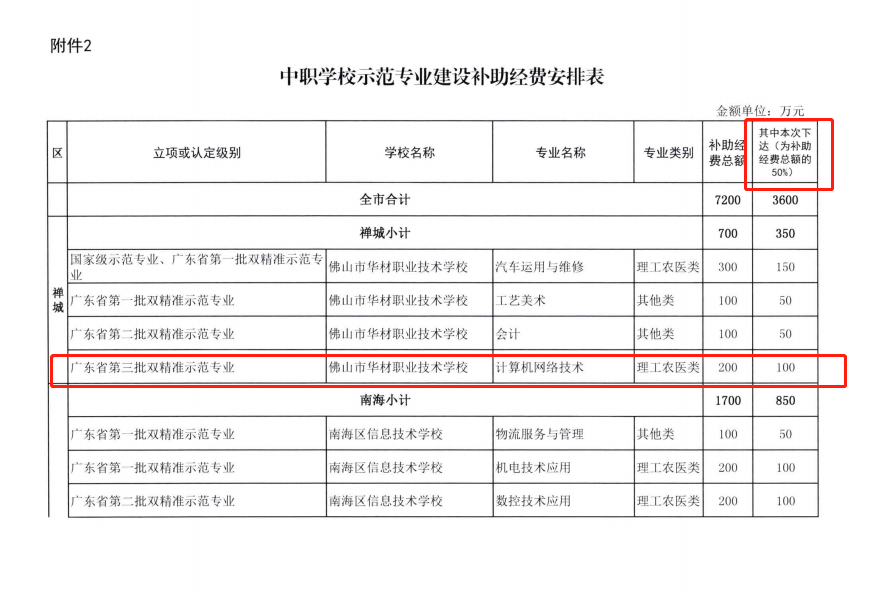 附件2
中职学校示范专业建设补助经费安排表
金额单位：万元
区 立项或认定级别 学校名称 专业名称 专业类别 补助经费总额 其中本次下达（为补助经费总额的50%）
全市合计 7200 3600
禅城
禅城小计 700 350
国家级示范专业、广东省第一批双精准示范专业 佛山市华材职业技术学校 汽车运用与维修 理工农医类 300 150
广东省第一批双精准示范专业 佛山市华材职业技术学校 工艺美术 其他类 100 50
广东省第二批双精准示范专业 佛山市华材职业技术学校 会计 其他类 100 50
广东省第三批双精准示范专业 佛山市华材职业技术学校 计算机网络技术 理工农医类 200 100
南海小计 1700 850
广东省第一批双精准示范专业 南海区信息技术学校 物流服务与管理 其他类 100 50
广东省第一批双精准示范专业 南海区信息技术学校 机电技术应用 理工农医类 200 100
广东省第二批双精准示范专业 南海区信息技术学校 数控技术应用 理工农医类 200 100